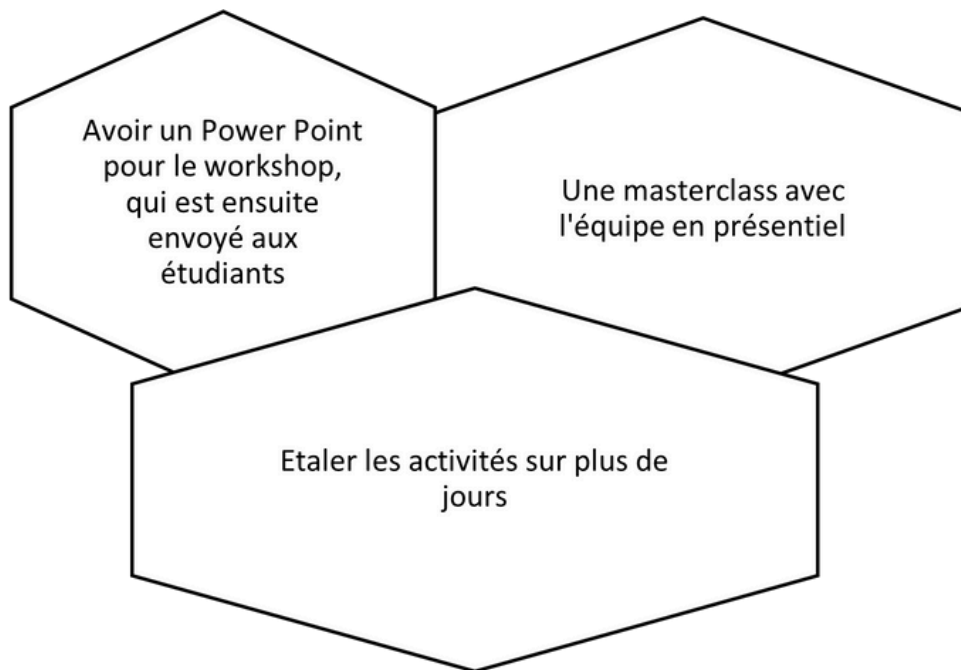 Avoir un Power Point
pour le workshop,
qui est ensuite
envoyé aux
étudiants
Une masterclass avec
l'équipe en présentiel
Etaler les activités sur plus de
jours